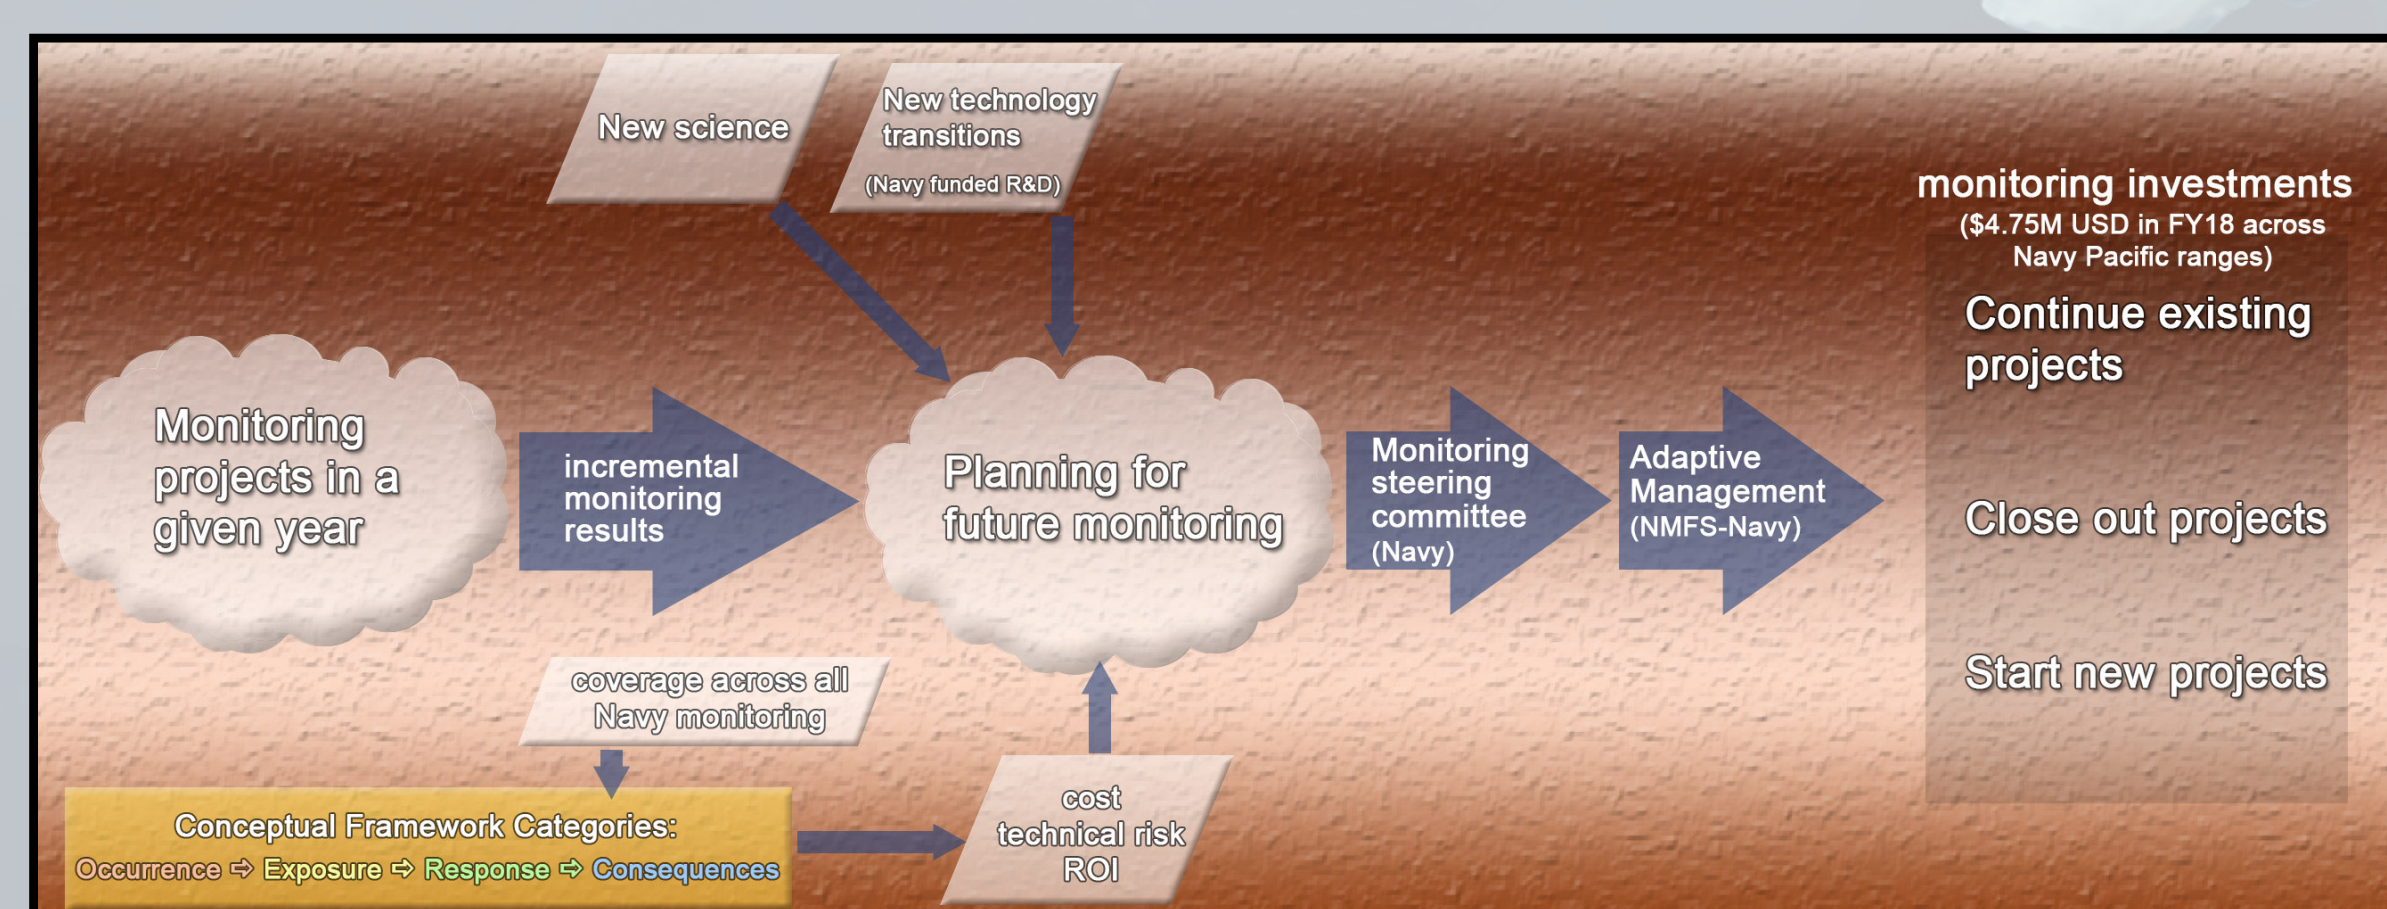 New science
New technology
transitions
(Navy funded R&D)
monitoring investments
($4.75M USD in FY18 across
Navy Pacific ranges)
Continue existing
projects
Close out projects
Start new projects
Monitoring
projects in a
given year
incremental
monitoring
results
Planning for
future monitoring
Monitoring
steering
committee
(Navy)
Adaptive
Management
(NMFS-Navy)
coverage across all
Navy monitoring
Conceptual Framework Categories:
Occurrence ⇨ Exposure ⇨ Response ⇨ Consequences
cost
technical risk
ROI